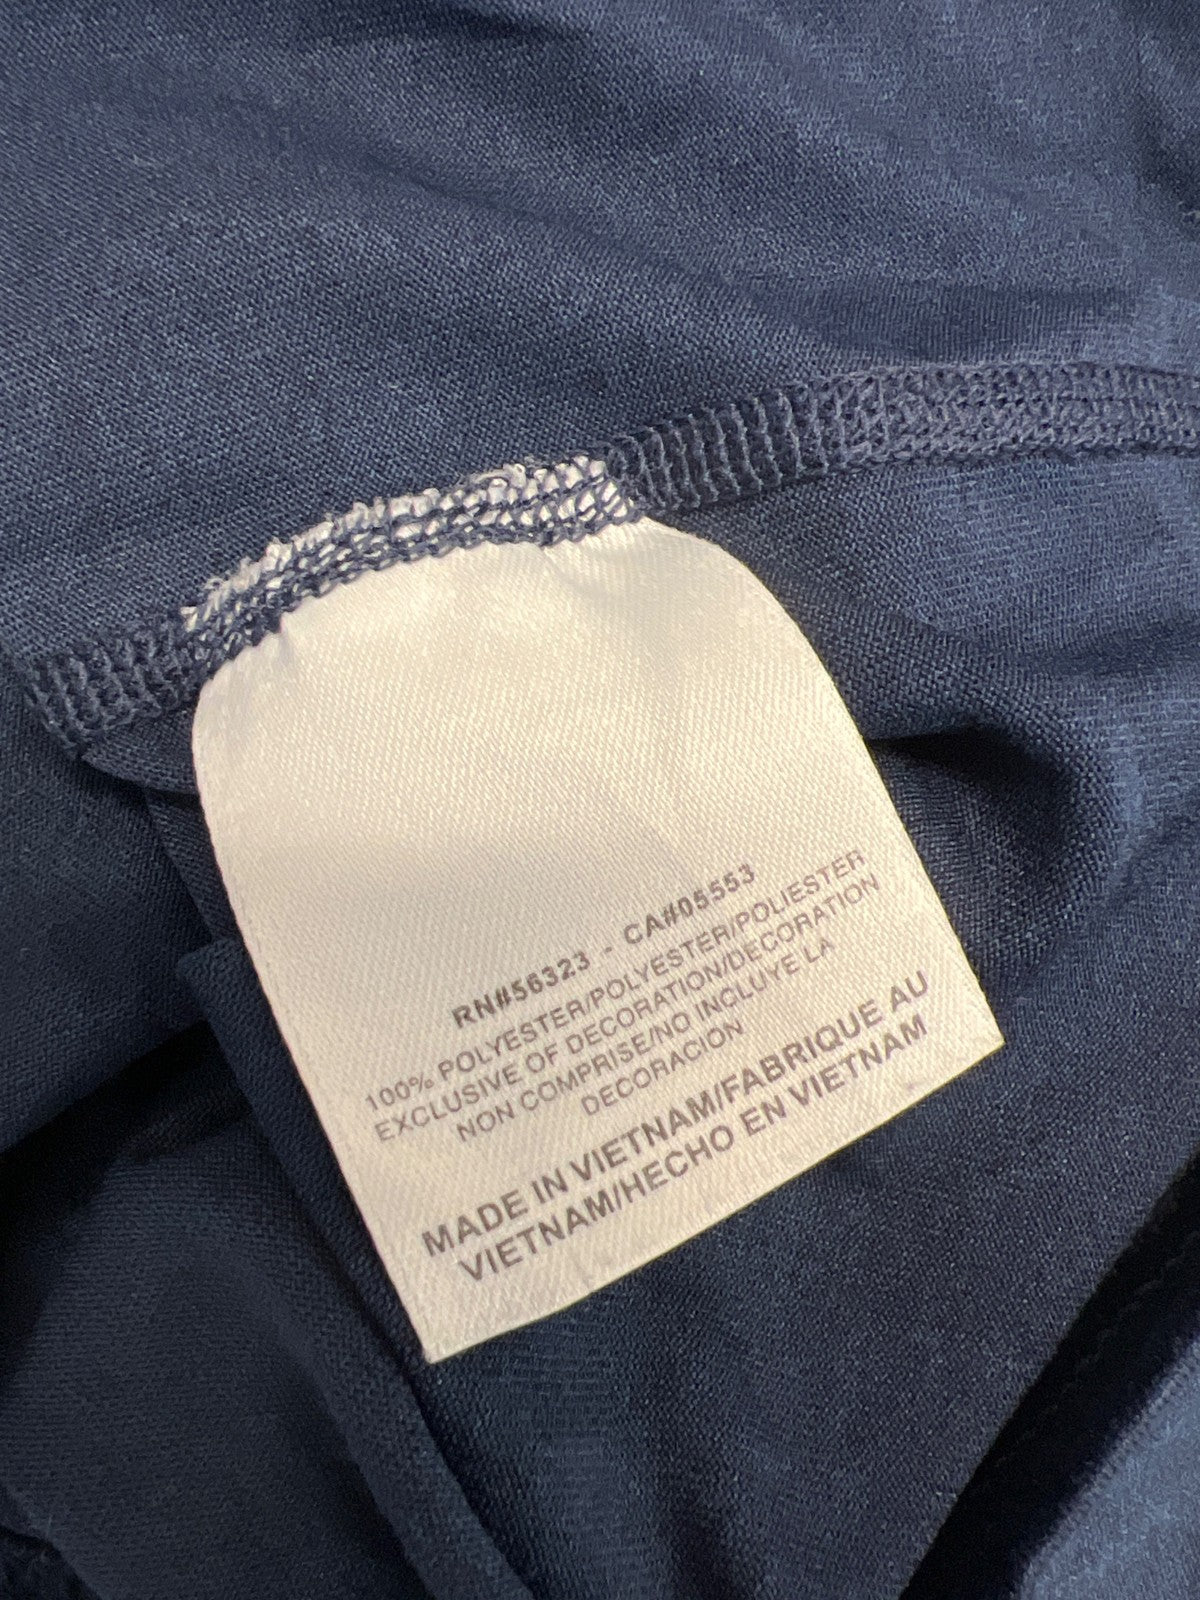 RN#56323 - CA#05553
100% POLYESTER/POLYESTER/POLIESTER
EXCLUSIVE OF DECORATION/DECORATION
NON COMPRISE/NO INCLUYE LA
DECORACION
MADE IN VIETNAM/FABRIQUE AU
VIETNAM/HECHO EN VIETNAM